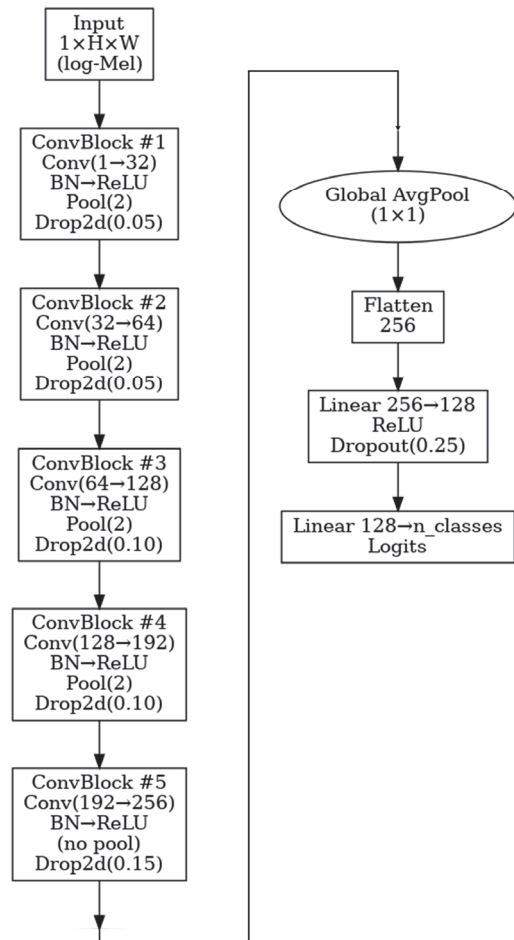 Input
1×H×W
(log-Mel)
ConvBlock #1
Conv(1→32)
BN→ReLU
Pool(2)
Drop2d(0.05)
ConvBlock #2
Conv(32→64)
BN→ReLU
Pool(2)
Drop2d(0.05)
ConvBlock #3
Conv(64→128)
BN→ReLU
Pool(2)
Drop2d(0.10)
ConvBlock #4
Conv(128→192)
BN→ReLU
Pool(2)
Drop2d(0.10)
ConvBlock #5
Conv(192→256)
BN→ReLU
(no pool)
Drop2d(0.15)
Global AvgPool
(1×1)
Flatten
256
Linear 256→128
ReLU
Dropout(0.25)
Linear 128→n_classes
Logits